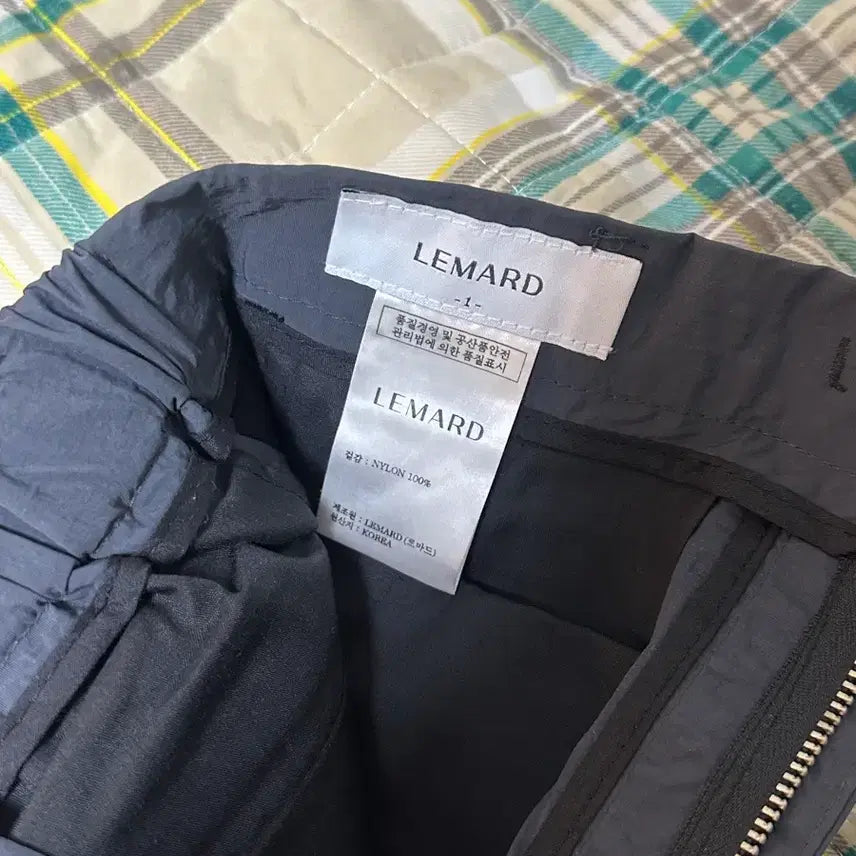 LEMARD
-1-
품질경영 및 공산품안전
관리법에 의한 품질표시
LEMARD
겉감 : NYLON 100%
제조원 : LEMARD (르마드)
원산지 : KOREA